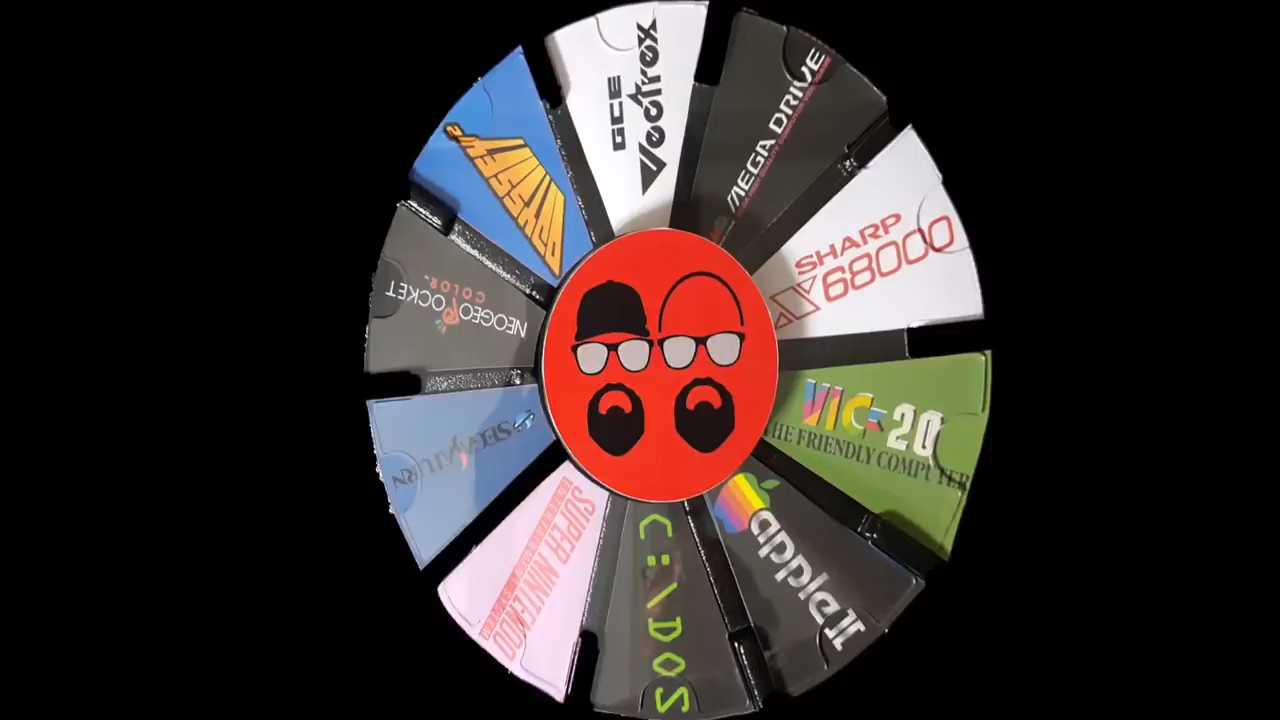 GCE
Vectrex
MEGA DRIVE
SHARP
X68000
VIC-20
THE FRIENDLY COMPUTER
apple II
C:\DOS
SUPER NINTENDO
SEGA SATURN
NEOGEO POCKET
COLOR
ODYSSEY 2